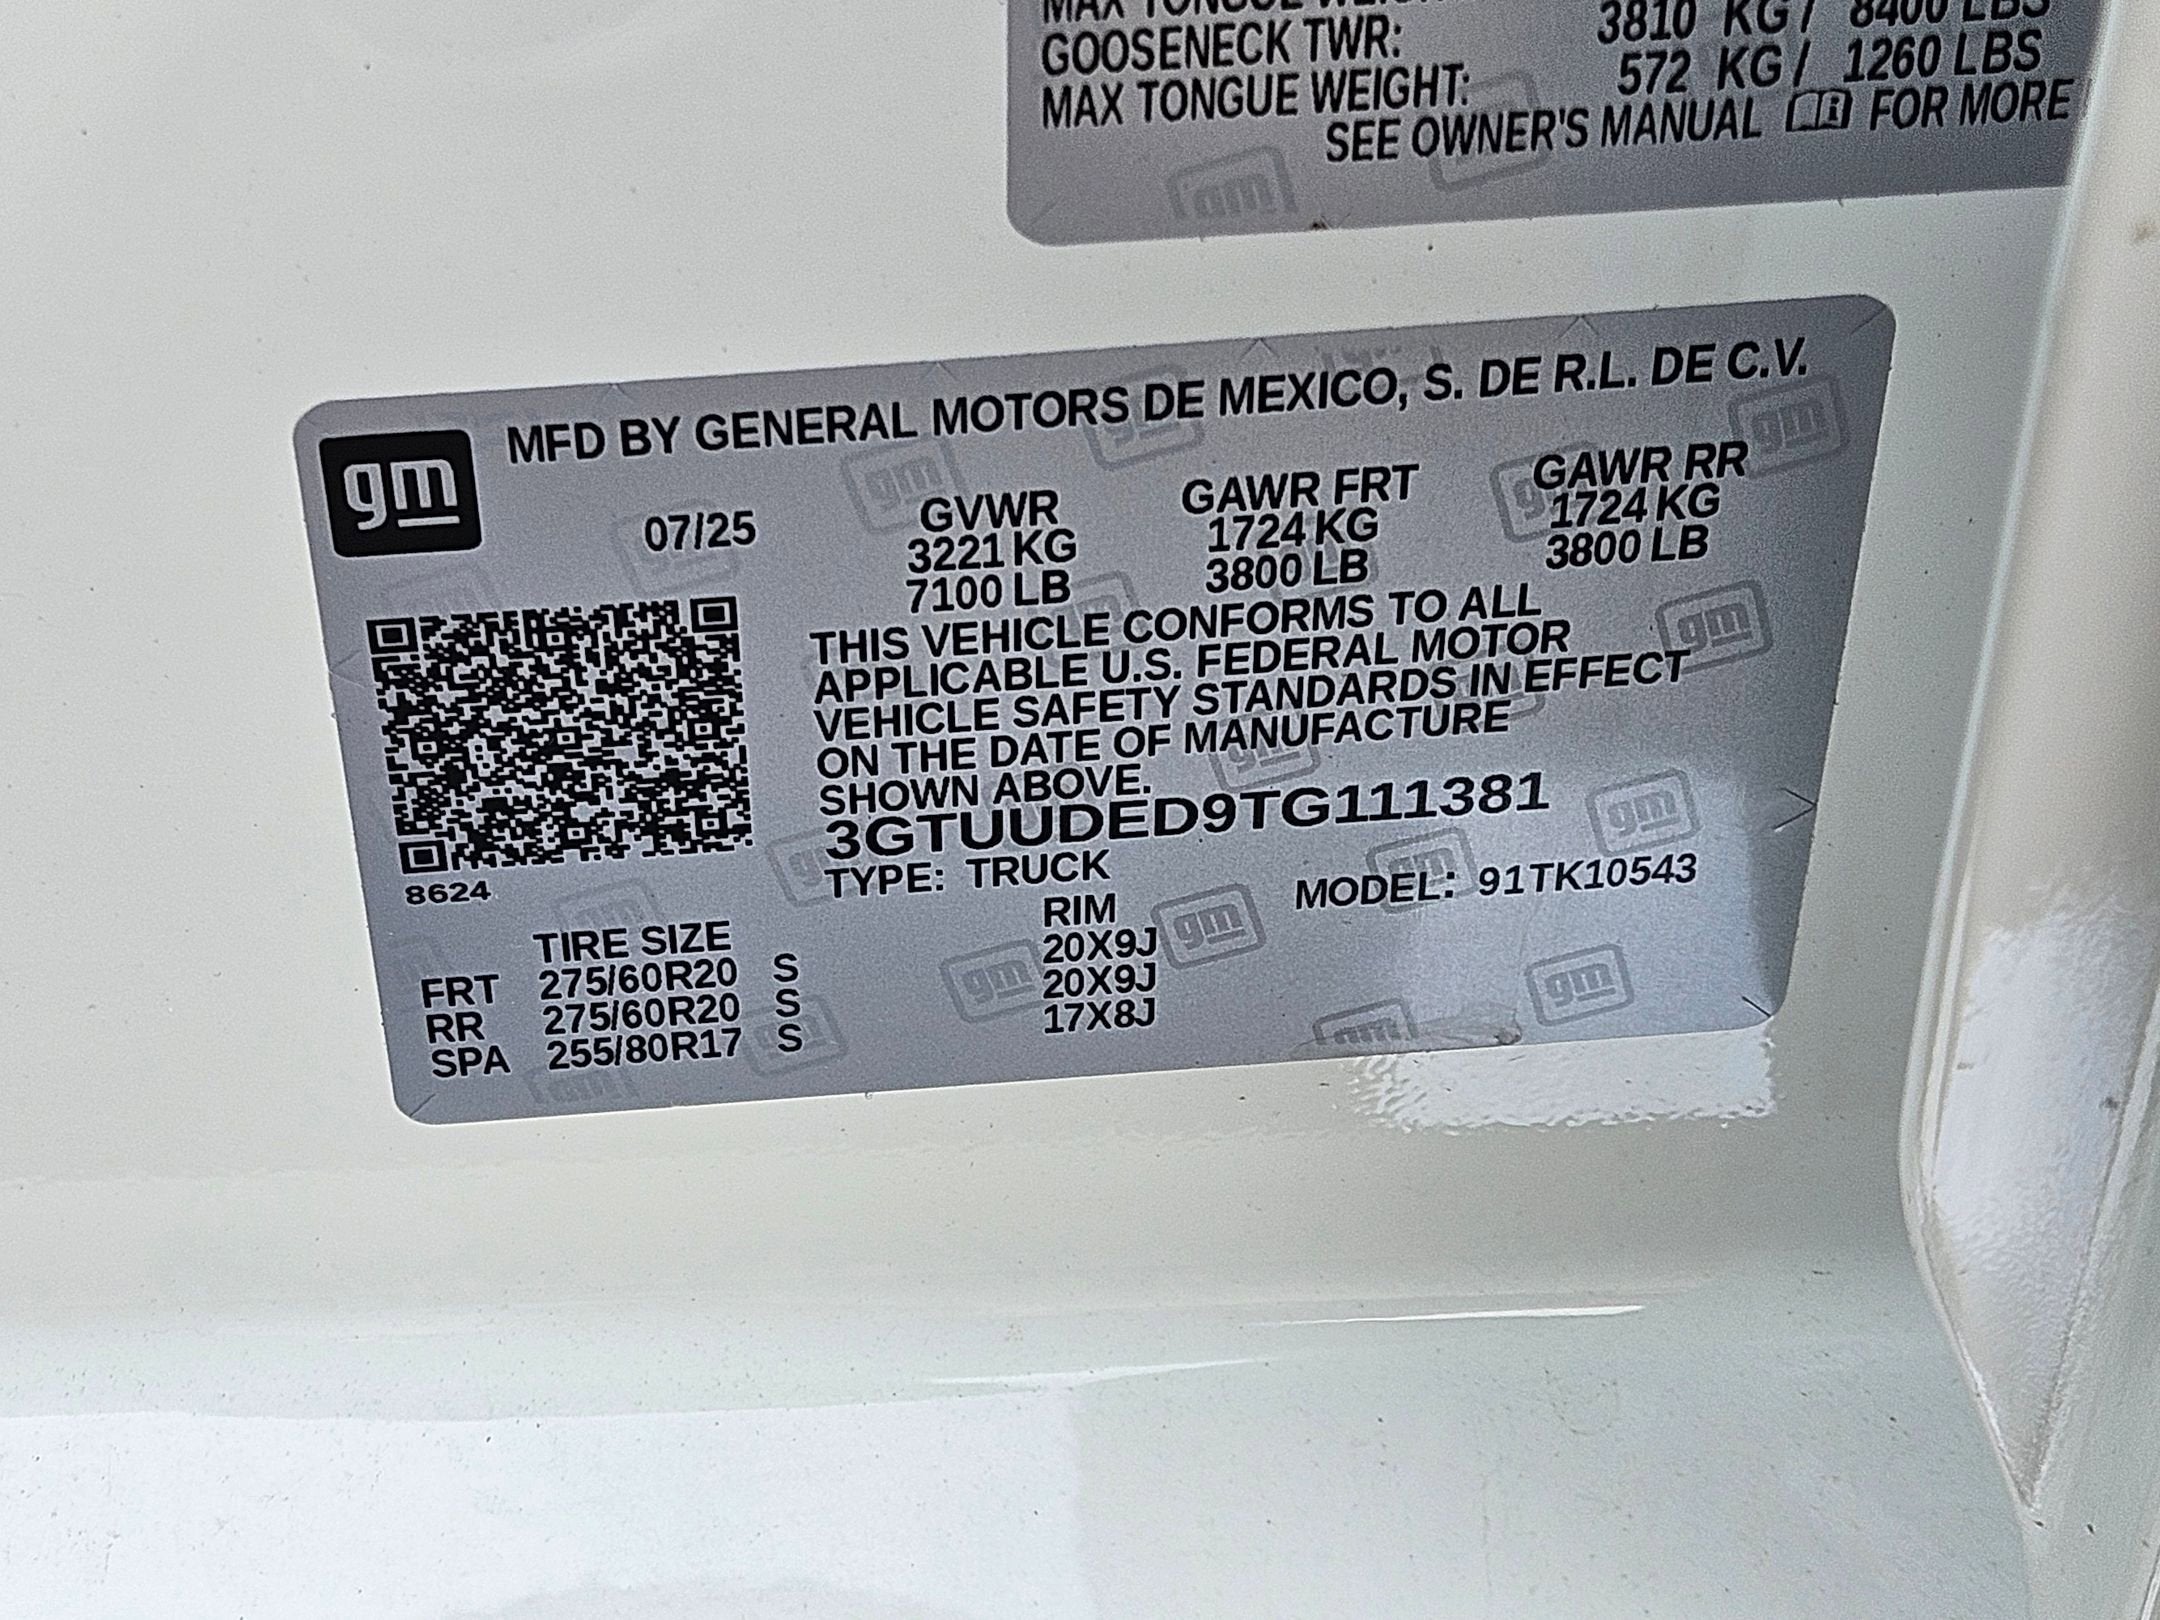 MAX TONGUE WEIGHT:
GOOSENECK TWR: 3810 KG / 8400 LBS
MAX TONGUE WEIGHT: 572 KG / 1260 LBS
SEE OWNER'S MANUAL FOR MORE
gm
MFD BY GENERAL MOTORS DE MEXICO, S. DE R.L. DE C.V.
07/25 GVWR GAWR FRT GAWR RR
3221 KG 1724 KG 1724 KG
7100 LB 3800 LB 3800 LB
THIS VEHICLE CONFORMS TO ALL
APPLICABLE U.S. FEDERAL MOTOR
VEHICLE SAFETY STANDARDS IN EFFECT
ON THE DATE OF MANUFACTURE
SHOWN ABOVE.
3GTUUDED9TG111381
TYPE: TRUCK MODEL: 91TK10543
8624
TIRE SIZE RIM
FRT 275/60R20 S 20X9J
RR 275/60R20 S 20X9J
SPA 255/80R17 S 17X8J